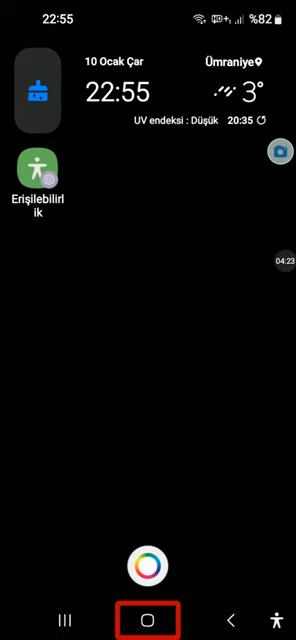 22:55
%82
10 Ocak Çar
Ümraniye
22:55
3°
UV endeksi : Düşük 20:35
Erişilebilirl
ik
04:23